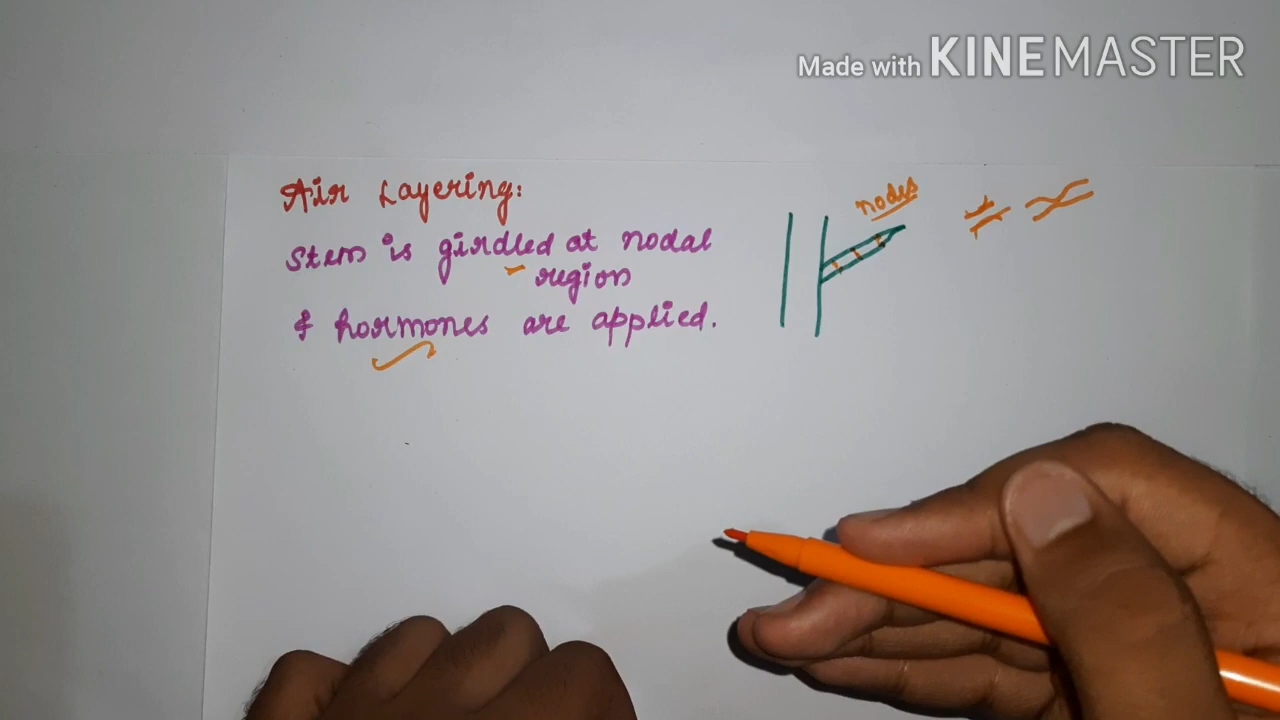 Made with KINEMASTER
Air Layering:
Stem is girdled at nodal
region
& hormones are applied.
nodes